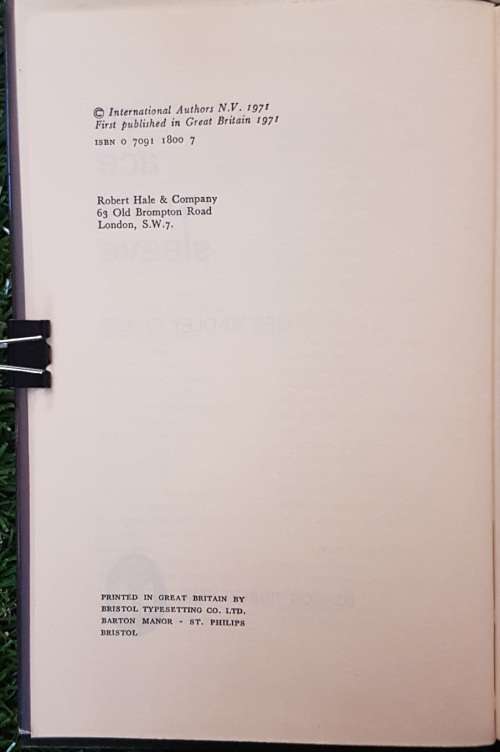 © International Authors N.V. 1971
First published in Great Britain 1971
ISBN 0 7091 1800 7
Robert Hale & Company
63 Old Brompton Road
London, S.W.7.
PRINTED IN GREAT BRITAIN BY
BRISTOL TYPESETTING CO. LTD.
BARTON MANOR - ST. PHILIPS
BRISTOL